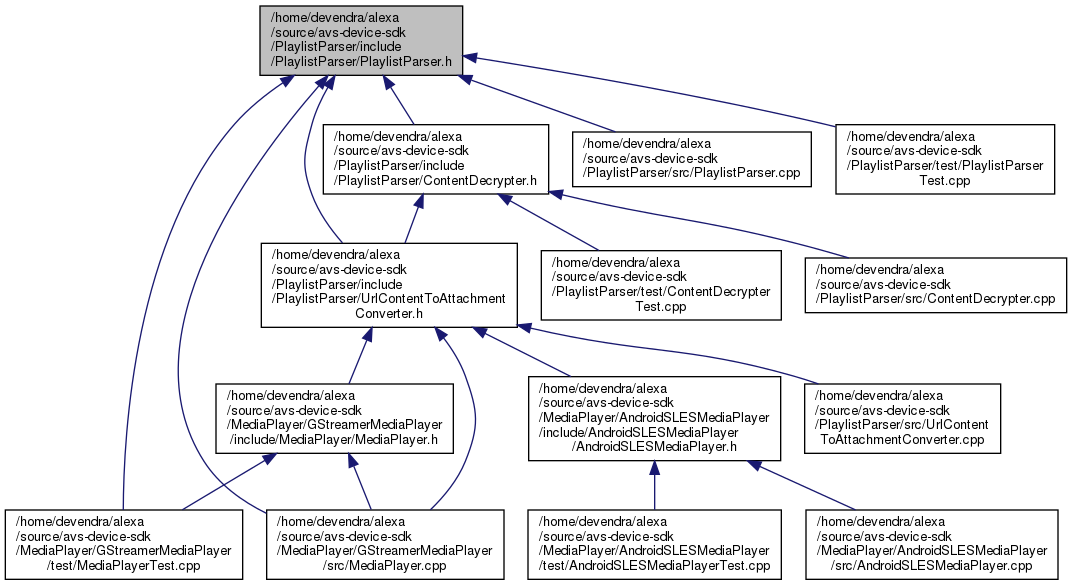 /home/devendra/alexa
/source/avs-device-sdk
/PlaylistParser/include
/PlaylistParser/PlaylistParser.h
/home/devendra/alexa
/source/avs-device-sdk
/PlaylistParser/include
/PlaylistParser/ContentDecrypter.h
/home/devendra/alexa
/source/avs-device-sdk
/PlaylistParser/src/PlaylistParser.cpp
/home/devendra/alexa
/source/avs-device-sdk
/PlaylistParser/test/PlaylistParser
Test.cpp
/home/devendra/alexa
/source/avs-device-sdk
/PlaylistParser/include
/PlaylistParser/UrlContentToAttachment
Converter.h
/home/devendra/alexa
/source/avs-device-sdk
/PlaylistParser/test/ContentDecrypter
Test.cpp
/home/devendra/alexa
/source/avs-device-sdk
/PlaylistParser/src/ContentDecrypter.cpp
/home/devendra/alexa
/source/avs-device-sdk
/MediaPlayer/GStreamerMediaPlayer
/include/MediaPlayer/MediaPlayer.h
/home/devendra/alexa
/source/avs-device-sdk
/MediaPlayer/AndroidSLESMediaPlayer
/include/AndroidSLESMediaPlayer
/AndroidSLESMediaPlayer.h
/home/devendra/alexa
/source/avs-device-sdk
/PlaylistParser/src/UrlContent
ToAttachmentConverter.cpp
/home/devendra/alexa
/source/avs-device-sdk
/MediaPlayer/GStreamerMediaPlayer
/test/MediaPlayerTest.cpp
/home/devendra/alexa
/source/avs-device-sdk
/MediaPlayer/GStreamerMediaPlayer
/src/MediaPlayer.cpp
/home/devendra/alexa
/source/avs-device-sdk
/MediaPlayer/AndroidSLESMediaPlayer
/test/AndroidSLESMediaPlayerTest.cpp
/home/devendra/alexa
/source/avs-device-sdk
/MediaPlayer/AndroidSLESMediaPlayer
/src/AndroidSLESMediaPlayer.cpp